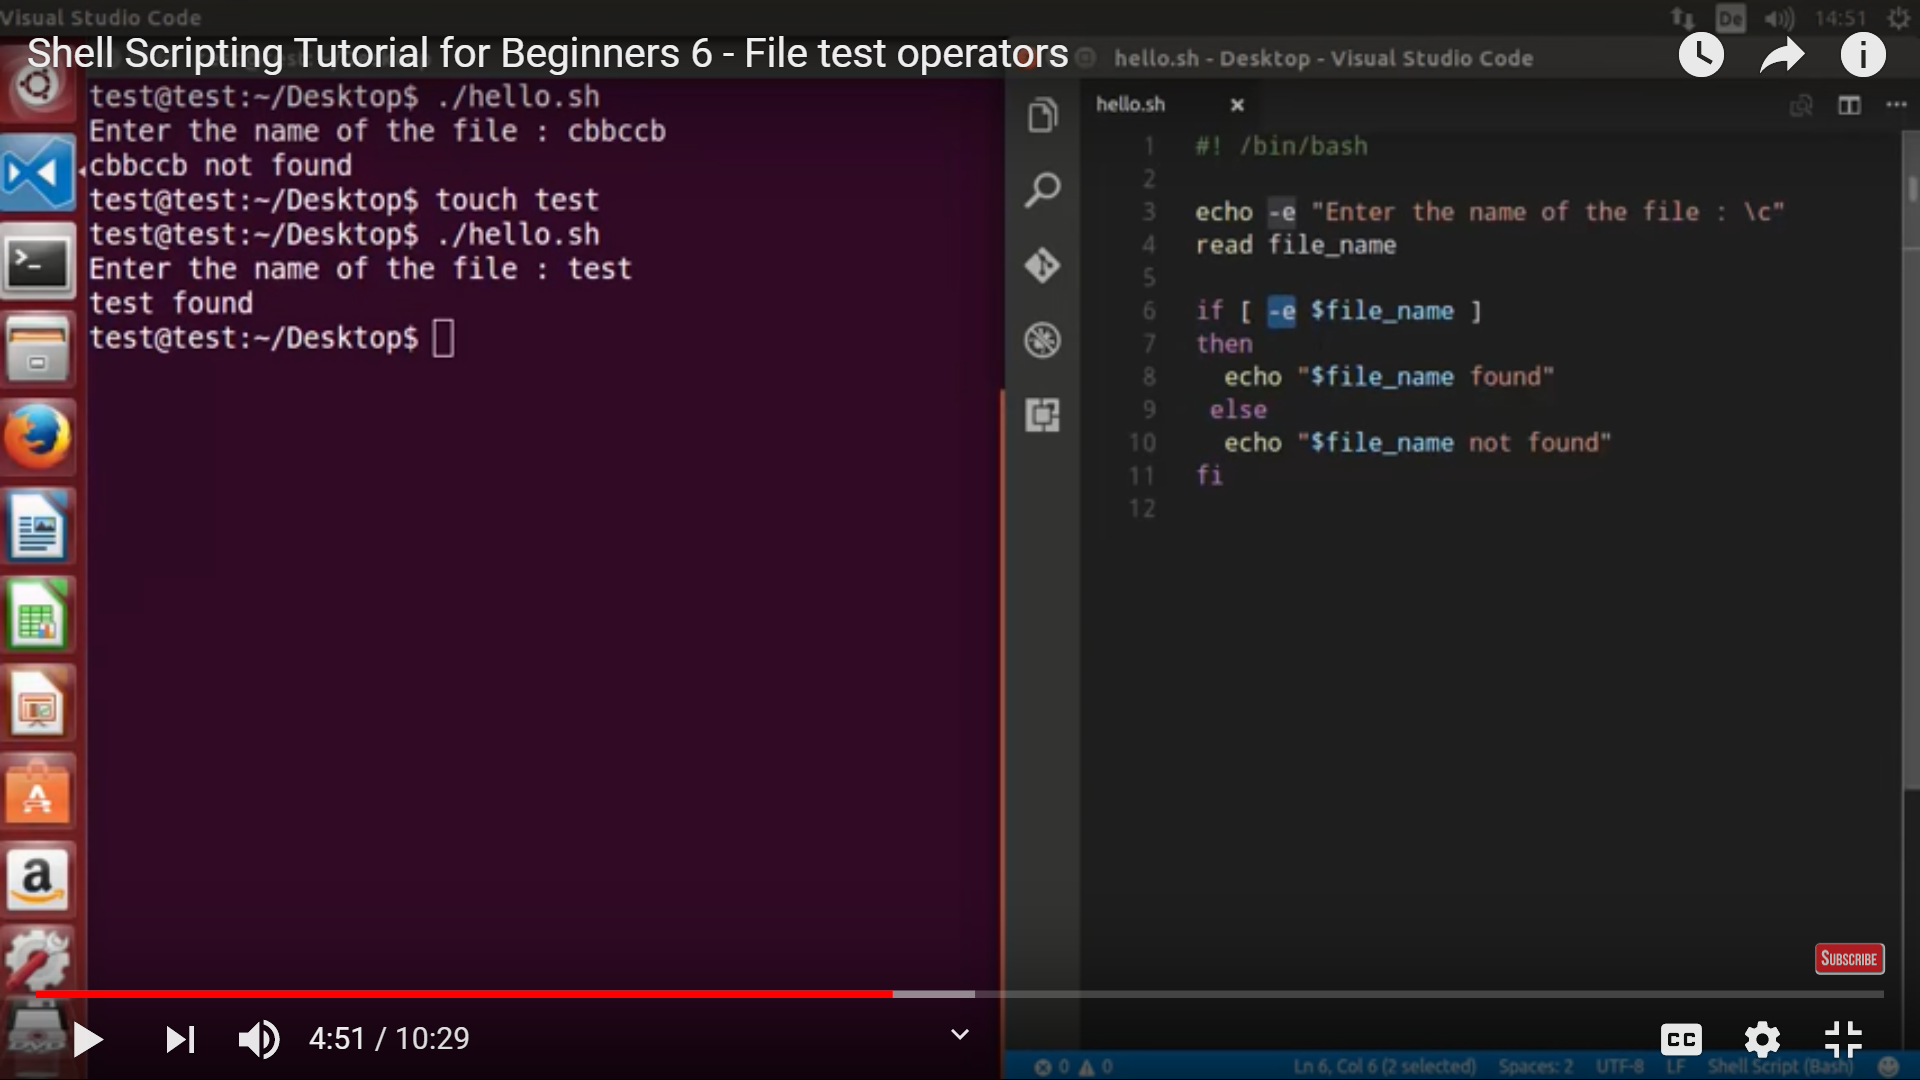 Visual Studio Code
De
14:51
Shell Scripting Tutorial for Beginners 6 - File test operators
hello.sh - Desktop - Visual Studio Code
test@test:~/Desktop$ ./hello.sh
Enter the name of the file : cbbccb
cbbccb not found
test@test:~/Desktop$ touch test
test@test:~/Desktop$ ./hello.sh
Enter the name of the file : test
test found
test@test:~/Desktop$
hello.sh
1 #! /bin/bash
2
3 echo -e "Enter the name of the file : \c"
4 read file_name
5
6 if [ -e $file_name ]
7 then
8 echo "$file_name found"
9 else
10 echo "$file_name not found"
11 fi
12
SUBSCRIBE
4:51 / 10:29
CC
0 0
Ln 6, Col 6 (2 selected) Spaces: 2 UTF-8 LF Shell Script (Bash)